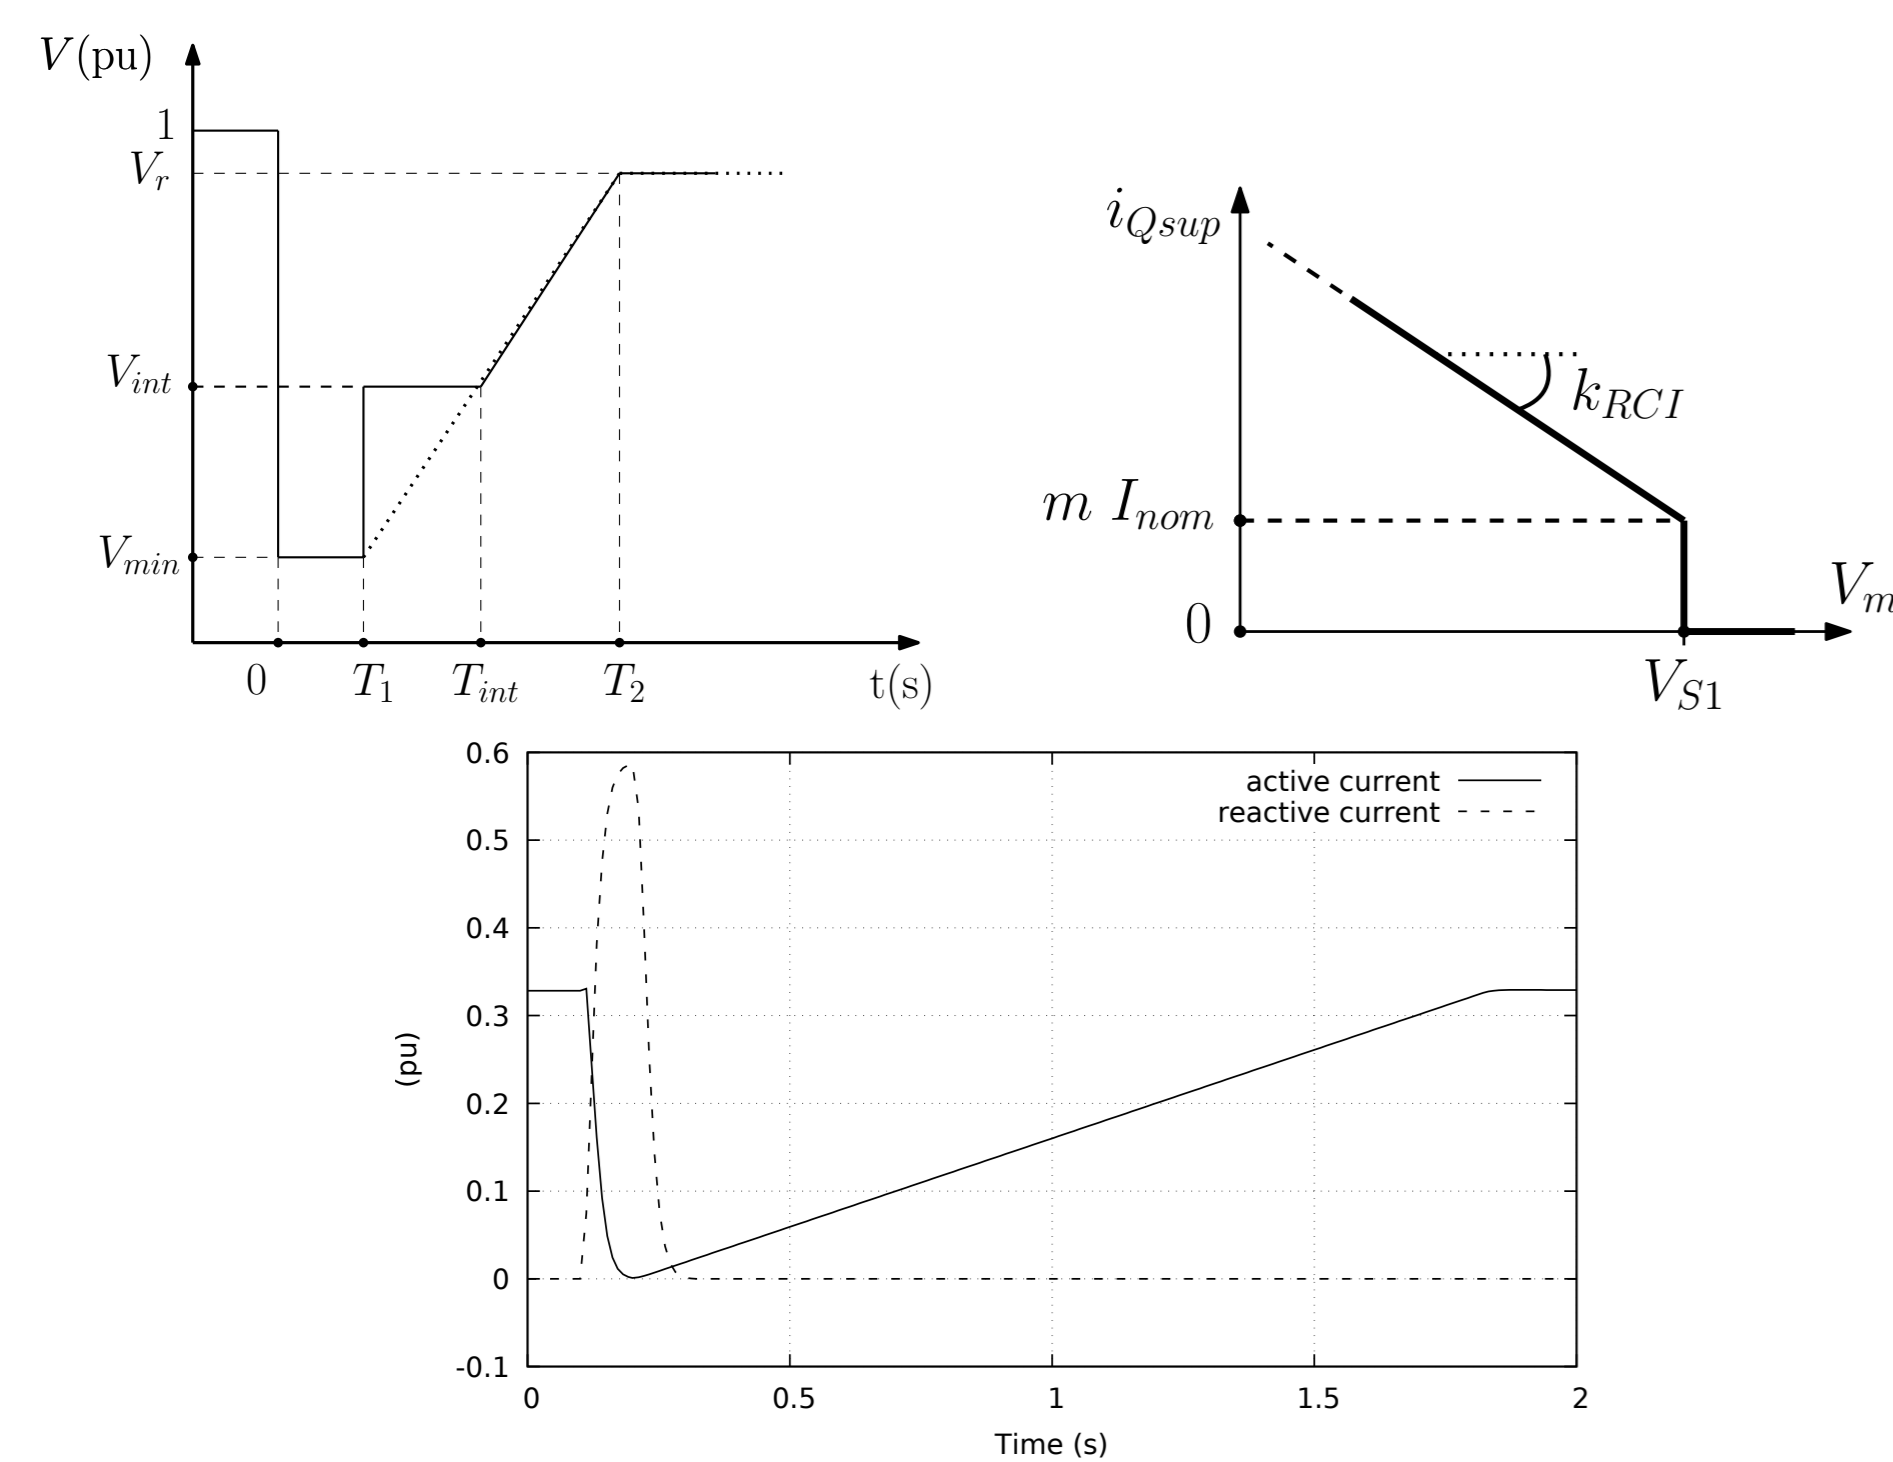 V(pu)
1
V_r
V_int
V_min
0
T_1
T_int
T_2
t(s)
i_Qsup
k_RCI
m I_nom
0
V_m
V_S1
0.6
0.5
0.4
0.3
0.2
0.1
0
-0.1
(pu)
active current
reactive current
0
0.5
1
1.5
2
Time (s)